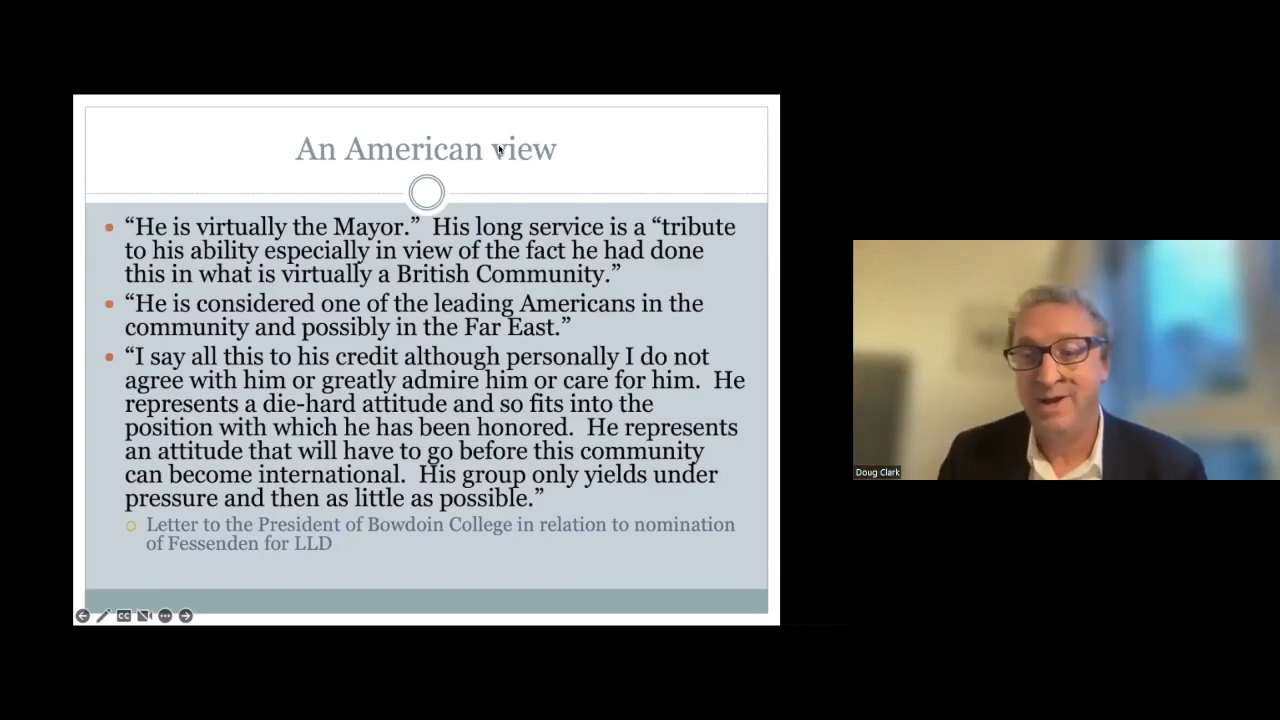 An American view
“He is virtually the Mayor.” His long service is a “tribute
to his ability especially in view of the fact he had done
this in what is virtually a British Community.”
“He is considered one of the leading Americans in the
community and possibly in the Far East.”
“I say all this to his credit although personally I do not
agree with him or greatly admire him or care for him. He
represents a die-hard attitude and so fits into the
position with which he has been honored. He represents
an attitude that will have to go before this community
can become international. His group only yields under
pressure and then as little as possible.”
Letter to the President of Bowdoin College in relation to nomination
of Fessenden for LLD
CC
Doug Clark